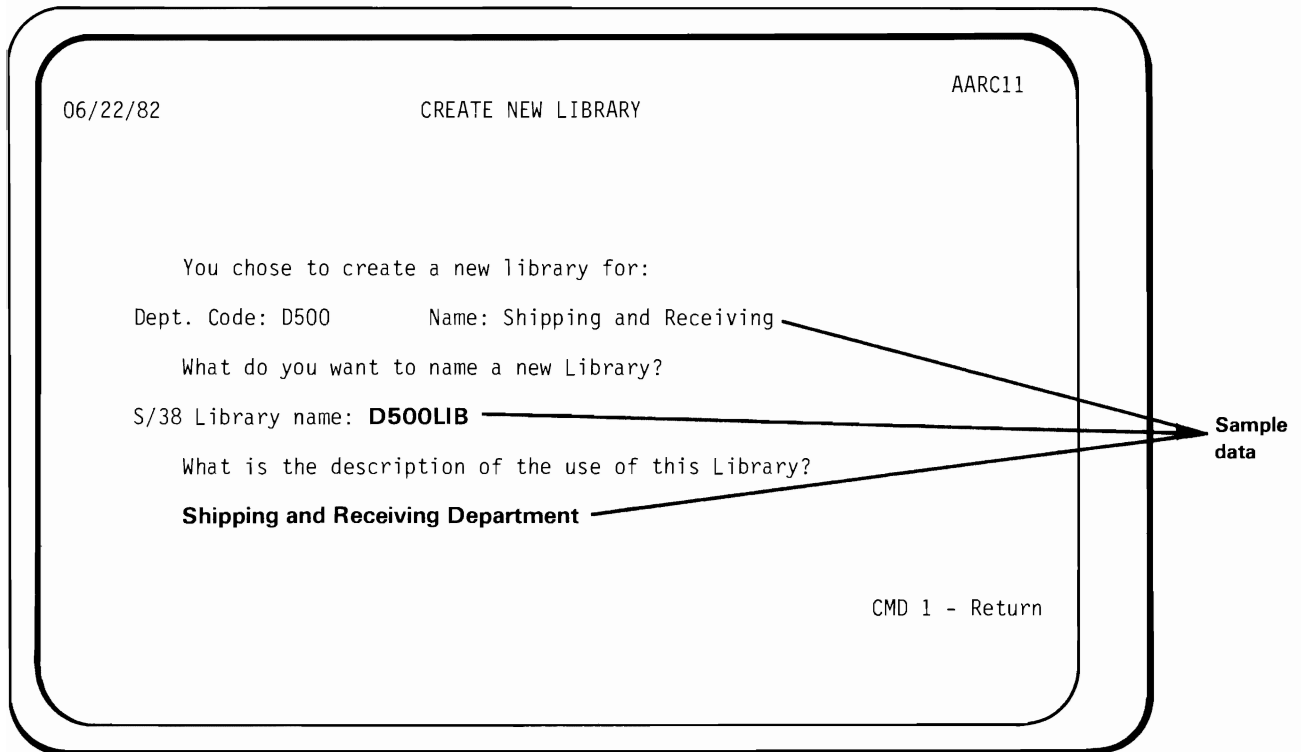 AARC11
06/22/82 CREATE NEW LIBRARY
You chose to create a new library for:
Dept. Code: D500 Name: Shipping and Receiving
What do you want to name a new Library?
S/38 Library name: D500LIB
Sample
data
What is the description of the use of this Library?
Shipping and Receiving Department
CMD 1 - Return